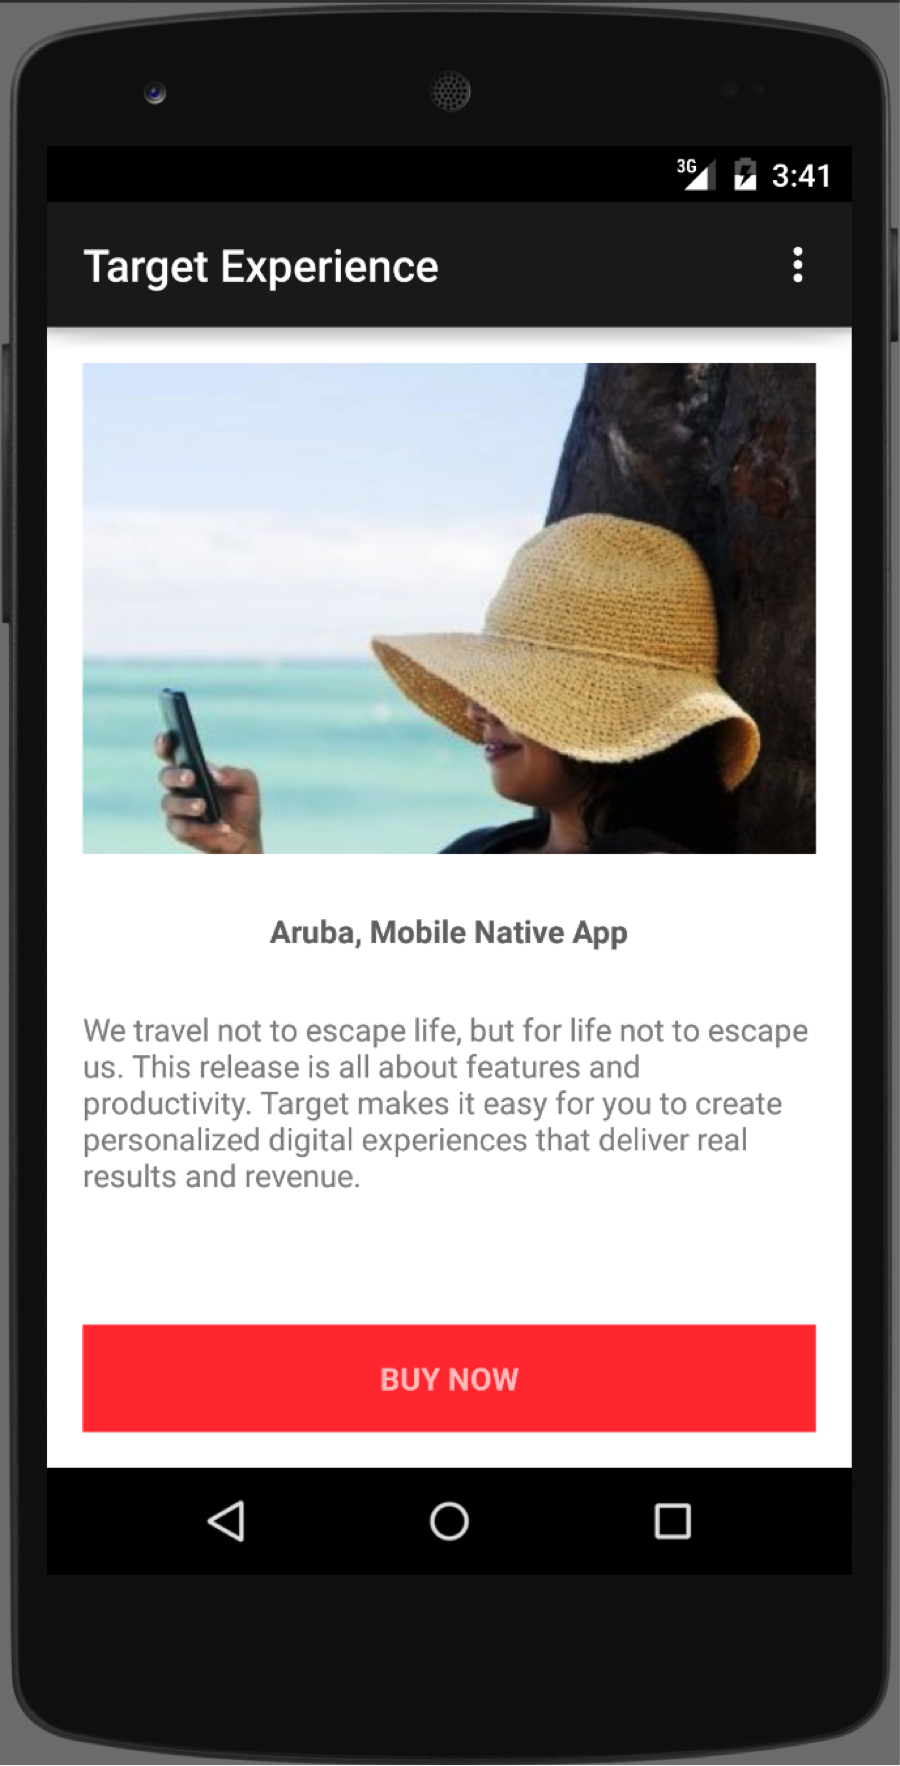 3G 3:41
Target Experience
Aruba, Mobile Native App
We travel not to escape life, but for life not to escape
us. This release is all about features and
productivity. Target makes it easy for you to create
personalized digital experiences that deliver real
results and revenue.
BUY NOW